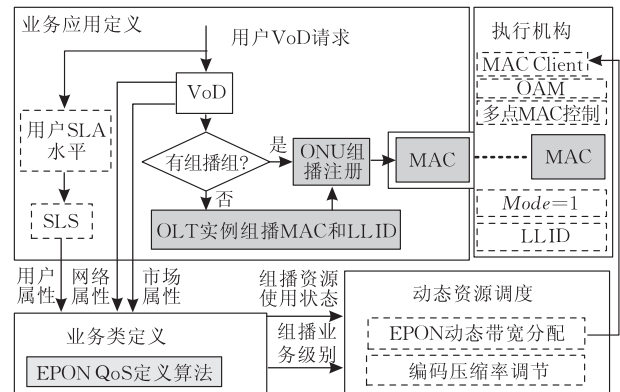 业务应用定义
用户VoD请求
VoD
用户SLA
水平
SLS
有组播组?
是
否
ONU组
播注册
OLT实例组播MAC和LLID
MAC
执行机构
MAC Client
OAM
多点MAC控制
MAC
Mode=1
LLID
用户
属性
网络
属性
市场
属性
组播资源
使用状态
组播业
务级别
业务类定义
EPON QoS定义算法
动态资源调度
EPON动态带宽分配
编码压缩率调节